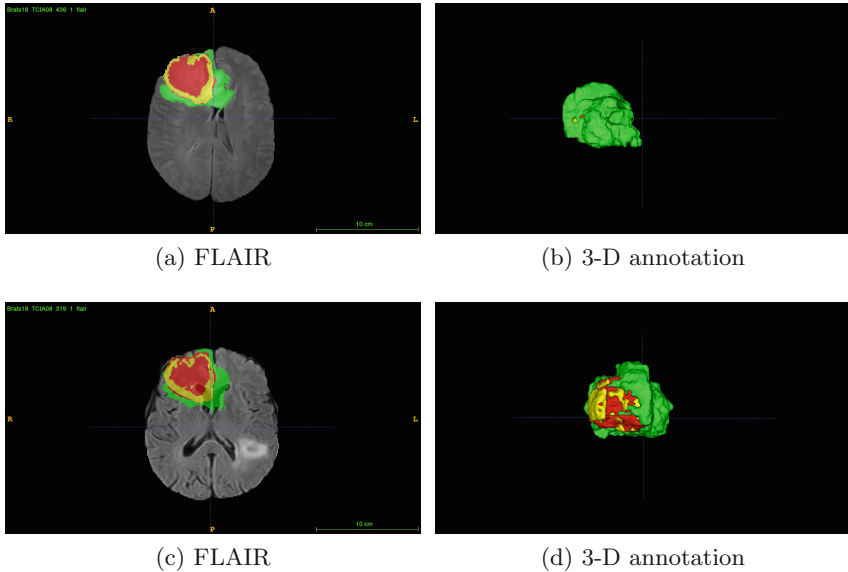 Brats18 TCIA08 436 1 flair
A
R
L
P
10 cm
(a) FLAIR
(b) 3-D annotation
Brats18 TCIA08 319 1 flair
A
R
L
P
10 cm
(c) FLAIR
(d) 3-D annotation